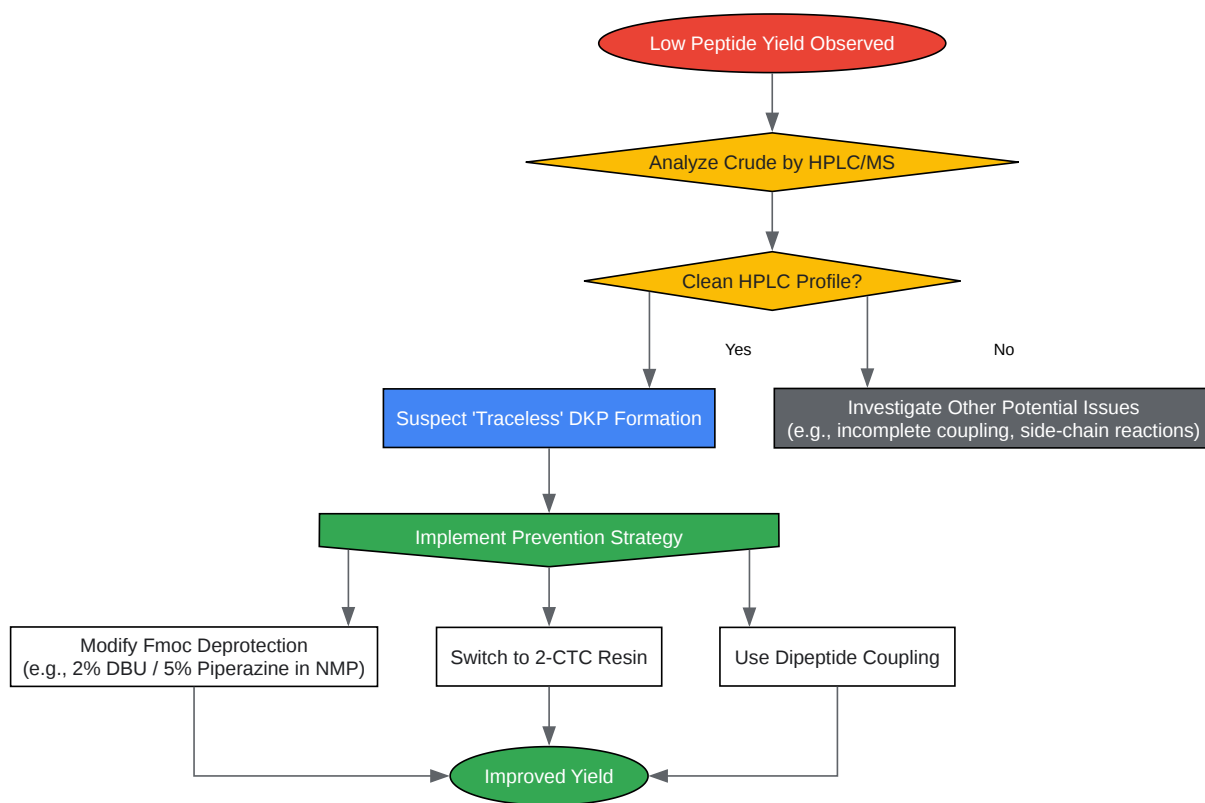 Low Peptide Yield Observed
Analyze Crude by HPLC/MS
Clean HPLC Profile?
Yes
No
Suspect 'Traceless' DKP Formation
Investigate Other Potential Issues
(e.g., incomplete coupling, side-chain reactions)
Implement Prevention Strategy
Modify Fmoc Deprotection
(e.g., 2% DBU / 5% Piperazine in NMP)
Switch to 2-CTC Resin
Use Dipeptide Coupling
Improved Yield